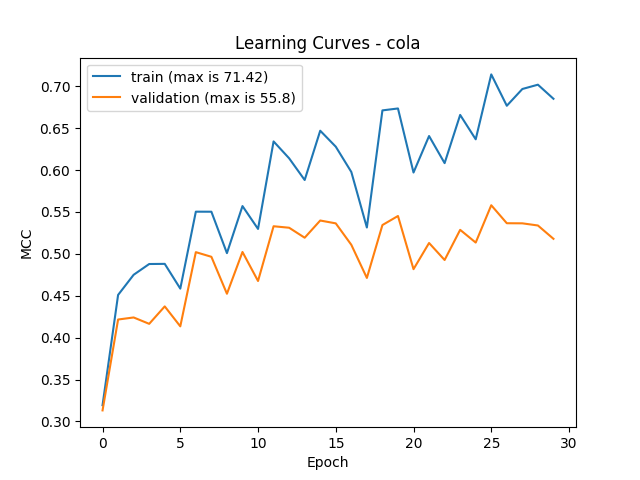 Learning Curves - cola
train (max is 71.42)
validation (max is 55.8)
MCC
0.70
0.65
0.60
0.55
0.50
0.45
0.40
0.35
0.30
0 5 10 15 20 25 30
Epoch